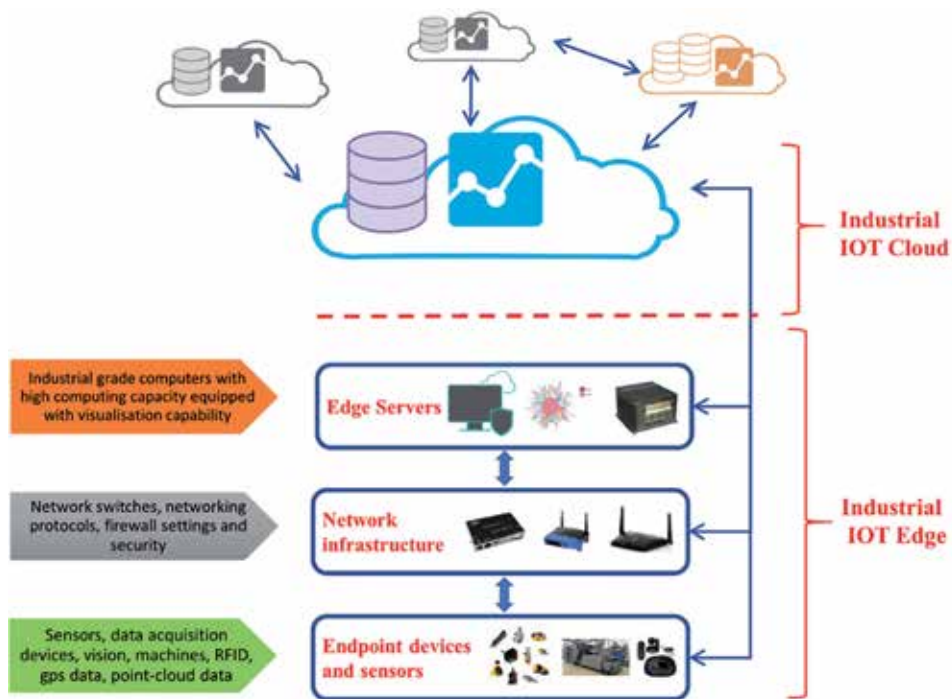 Industrial
IOT Cloud
Industrial grade computers with
high computing capacity equipped
with visualisation capability
Edge Servers
Network switches, networking
protocols, firewall settings and
security
Network
infrastructure
Industrial
IOT Edge
Sensors, data acquisition
devices, vision, machines, RFID,
gps data, point-cloud data
Endpoint devices
and sensors